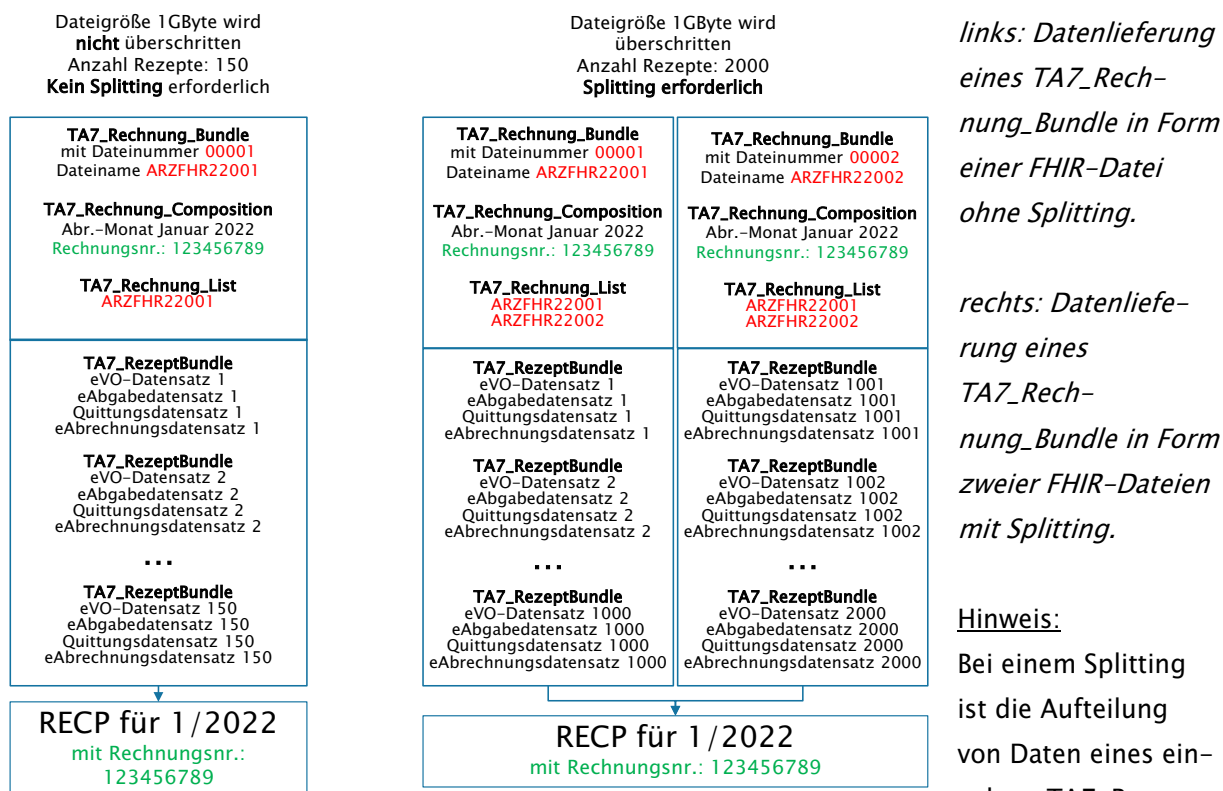 Dateigröße 1GByte wird
nicht überschritten
Anzahl Rezepte: 150
Kein Splitting erforderlich
TA7_Rechnung_Bundle
mit Dateinummer 00001
Dateiname ARZFHR22001
TA7_Rechnung_Composition
Abr.-Monat Januar 2022
Rechnungsnr.: 123456789
TA7_Rechnung_List
ARZFHR22001
TA7_RezeptBundle
eVO-Datensatz 1
eAbgabedatensatz 1
Quittungsdatensatz 1
eAbrechnungsdatensatz 1
TA7_RezeptBundle
eVO-Datensatz 2
eAbgabedatensatz 2
Quittungsdatensatz 2
eAbrechnungsdatensatz 2
...
TA7_RezeptBundle
eVO-Datensatz 150
eAbgabedatensatz 150
Quittungsdatensatz 150
eAbrechnungsdatensatz 150
RECP für 1/2022
mit Rechnungsnr.:
123456789
Dateigröße 1GByte wird
überschritten
Anzahl Rezepte: 2000
Splitting erforderlich
TA7_Rechnung_Bundle
mit Dateinummer 00001
Dateiname ARZFHR22001
TA7_Rechnung_Composition
Abr.-Monat Januar 2022
Rechnungsnr.: 123456789
TA7_Rechnung_List
ARZFHR22001
ARZFHR22002
TA7_RezeptBundle
eVO-Datensatz 1
eAbgabedatensatz 1
Quittungsdatensatz 1
eAbrechnungsdatensatz 1
TA7_RezeptBundle
eVO-Datensatz 2
eAbgabedatensatz 2
Quittungsdatensatz 2
eAbrechnungsdatensatz 2
...
TA7_RezeptBundle
eVO-Datensatz 1000
eAbgabedatensatz 1000
Quittungsdatensatz 1000
eAbrechnungsdatensatz 1000
TA7_Rechnung_Bundle
mit Dateinummer 00002
Dateiname ARZFHR22002
TA7_Rechnung_Composition
Abr.-Monat Januar 2022
Rechnungsnr.: 123456789
TA7_Rechnung_List
ARZFHR22001
ARZFHR22002
TA7_RezeptBundle
eVO-Datensatz 1001
eAbgabedatensatz 1001
Quittungsdatensatz 1001
eAbrechnungsdatensatz 1001
TA7_RezeptBundle
eVO-Datensatz 1002
eAbgabedatensatz 1002
Quittungsdatensatz 1002
eAbrechnungsdatensatz 1002
...
TA7_RezeptBundle
eVO-Datensatz 2000
eAbgabedatensatz 2000
Quittungsdatensatz 2000
eAbrechnungsdatensatz 2000
RECP für 1/2022
mit Rechnungsnr.: 123456789
links: Datenlieferung
eines TA7_Rech-
nung_Bundle in Form
einer FHIR-Datei
ohne Splitting.
rechts: Datenliefe-
rung eines
TA7_Rech-
nung_Bundle in Form
zweier FHIR-Dateien
mit Splitting.
Hinweis:
Bei einem Splitting
ist die Aufteilung
von Daten eines ein-